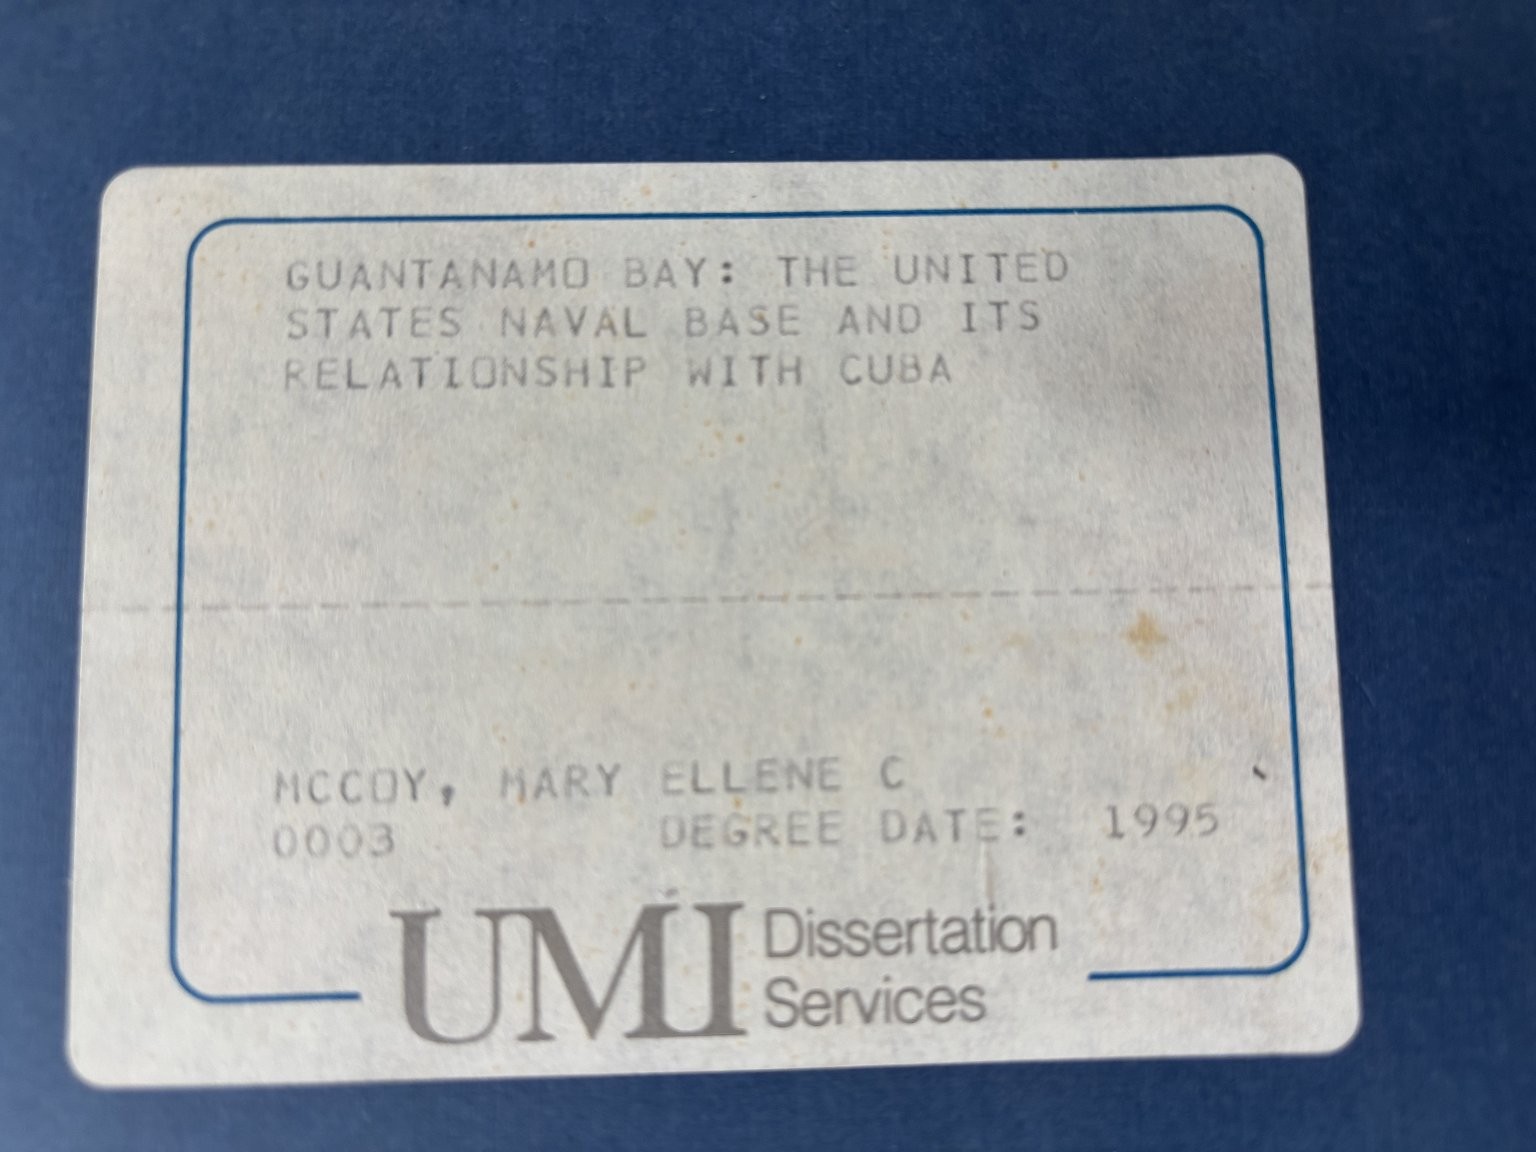 GUANTANAMO BAY: THE UNITED
STATES NAVAL BASE AND ITS
RELATIONSHIP WITH CUBA
MCCOY, MARY ELLENE C
0003 DEGREE DATE: 1995
UMI Dissertation
Services